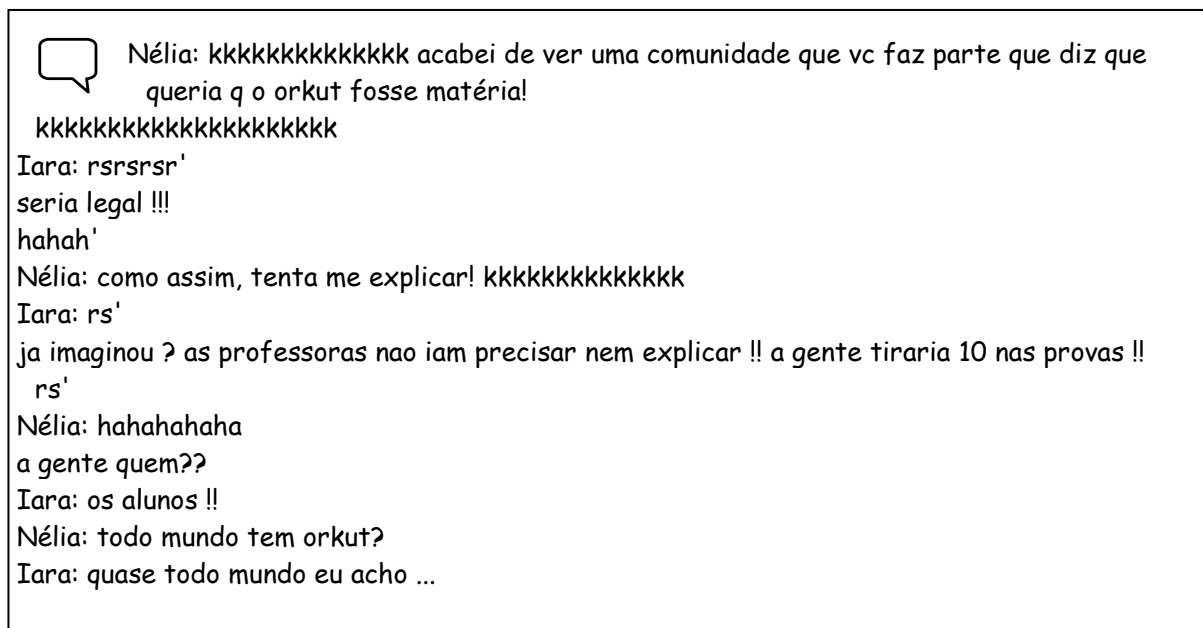 Nélia: kkkkkkkkkkkkkk acabei de ver uma comunidade que vc faz parte que diz que
queria q o orkut fosse matéria!
kkkkkkkkkkkkkkkkkkkkk
Iara: rsrsrsr'
seria legal !!!
hahah'
Nélia: como assim, tenta me explicar! kkkkkkkkkkkkkk
Iara: rs'
ja imaginou ? as professoras nao iam precisar nem explicar !! a gente tiraria 10 nas provas !!
rs'
Nélia: hahahahaha
a gente quem??
Iara: os alunos !!
Nélia: todo mundo tem orkut?
Iara: quase todo mundo eu acho ...